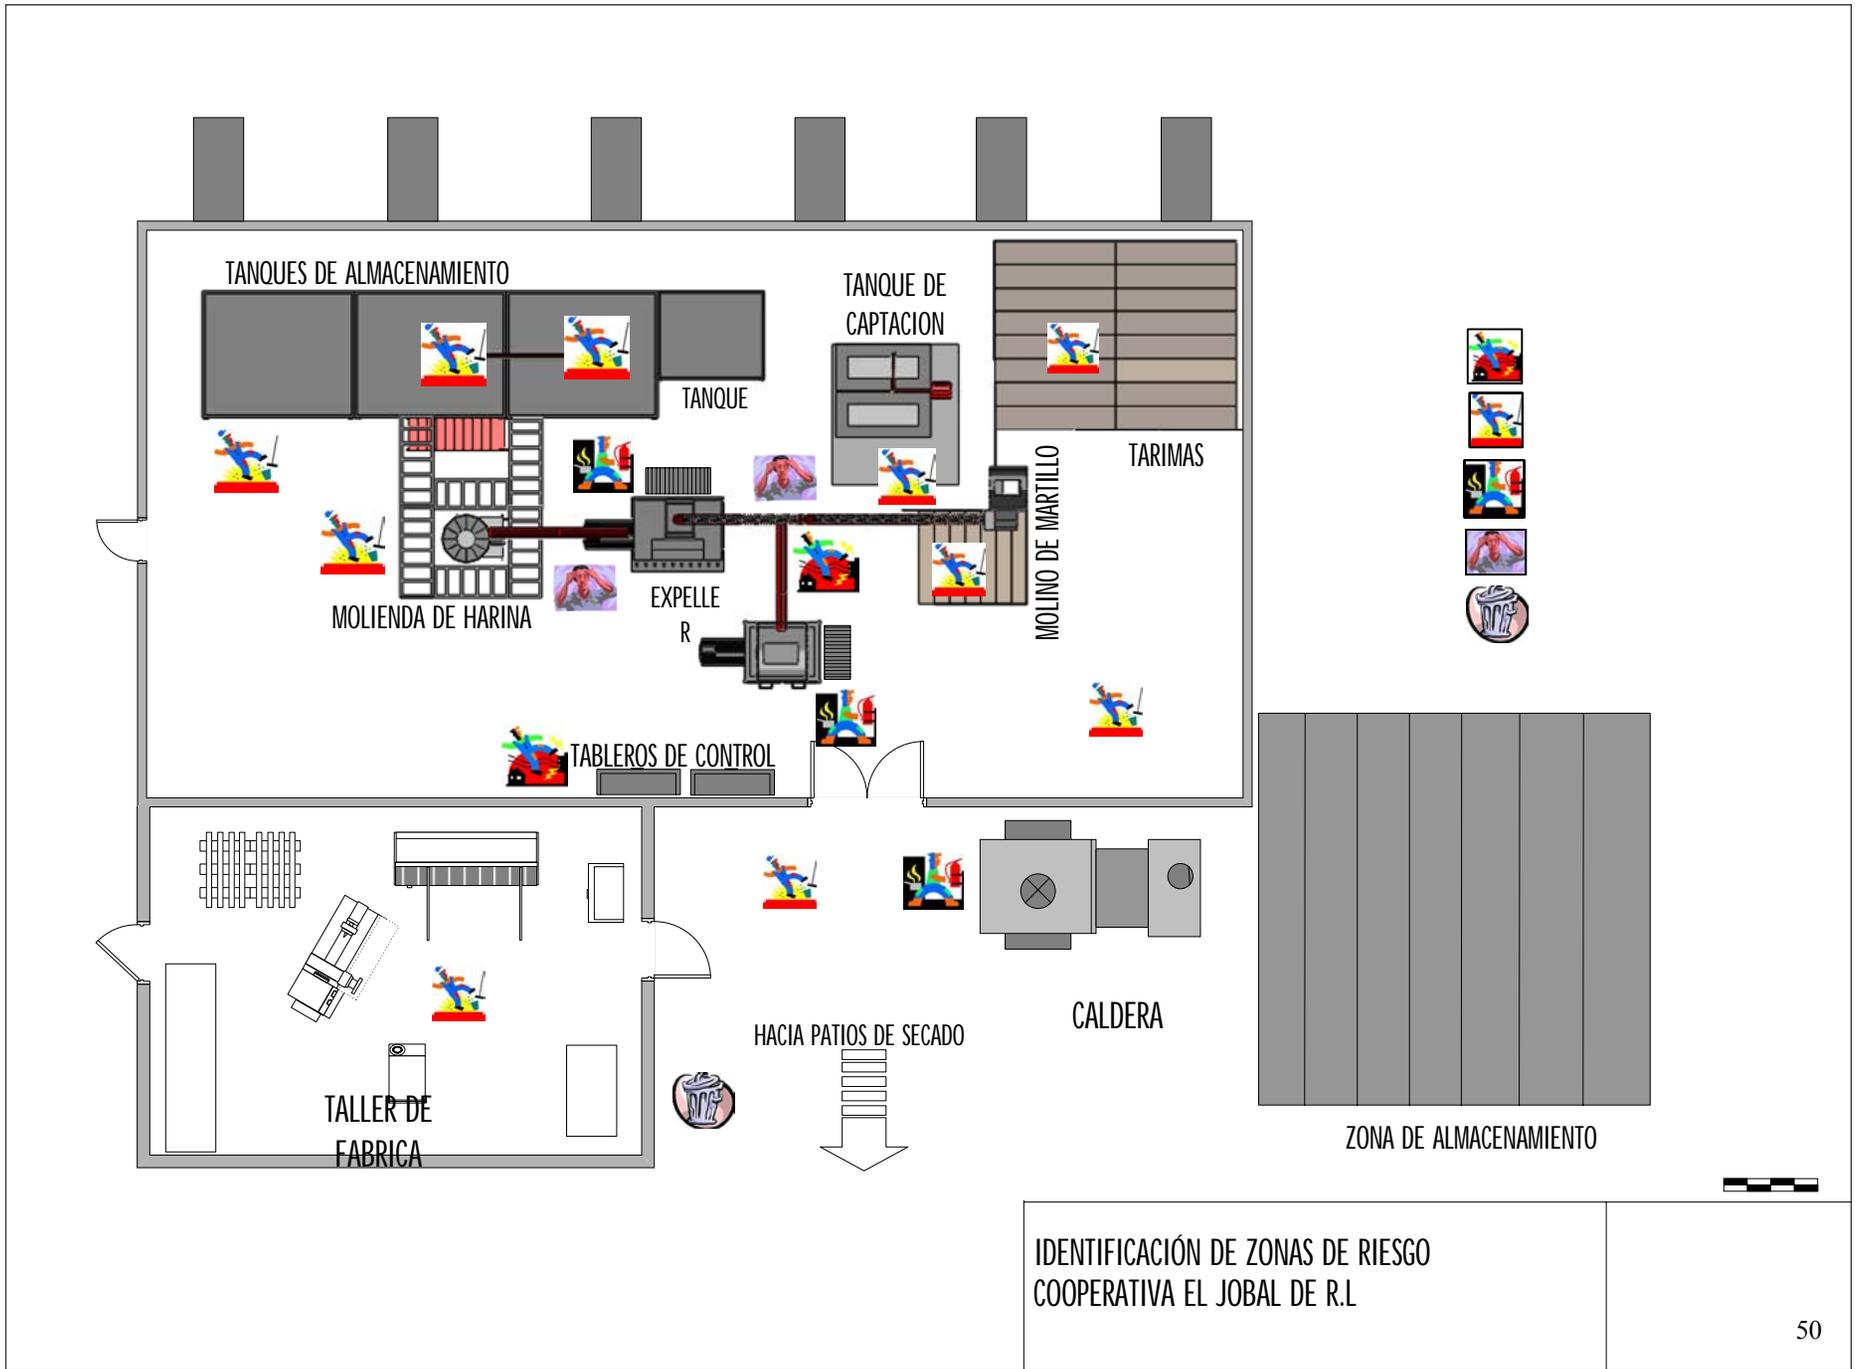 TANQUES DE ALMACENAMIENTO
TANQUE DE
CAPTACION
TANQUE
TARIMAS
MOLINO DE MARTILLO
EXPELLE
R
MOLIENDA DE HARINA
TABLEROS DE CONTROL
CALDERA
HACIA PATIOS DE SECADO
TALLER DE
FABRICA
ZONA DE ALMACENAMIENTO
IDENTIFICACIÓN DE ZONAS DE RIESGO
COOPERATIVA EL JOBAL DE R.L
50